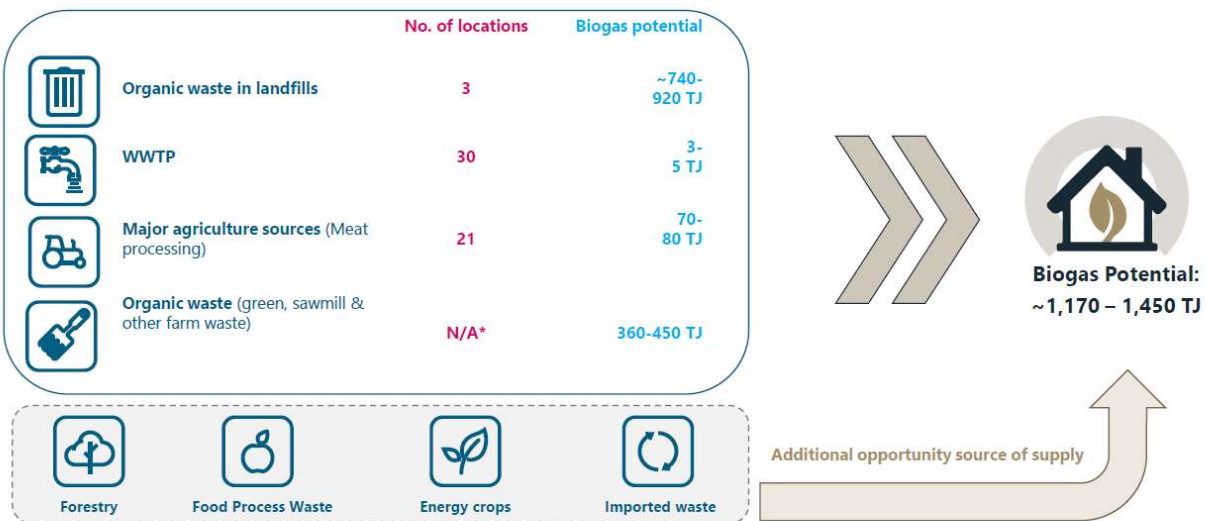 No. of locations Biogas potential
Organic waste in landfills 3 ~740-
920 TJ
WWTP 30 3-
5 TJ
Major agriculture sources (Meat
processing) 21 70-
80 TJ
Organic waste (green, sawmill &
other farm waste)
N/A* 360-450 TJ
Biogas Potential:
~1,170 – 1,450 TJ
Forestry Food Process Waste Energy crops Imported waste
Additional opportunity source of supply